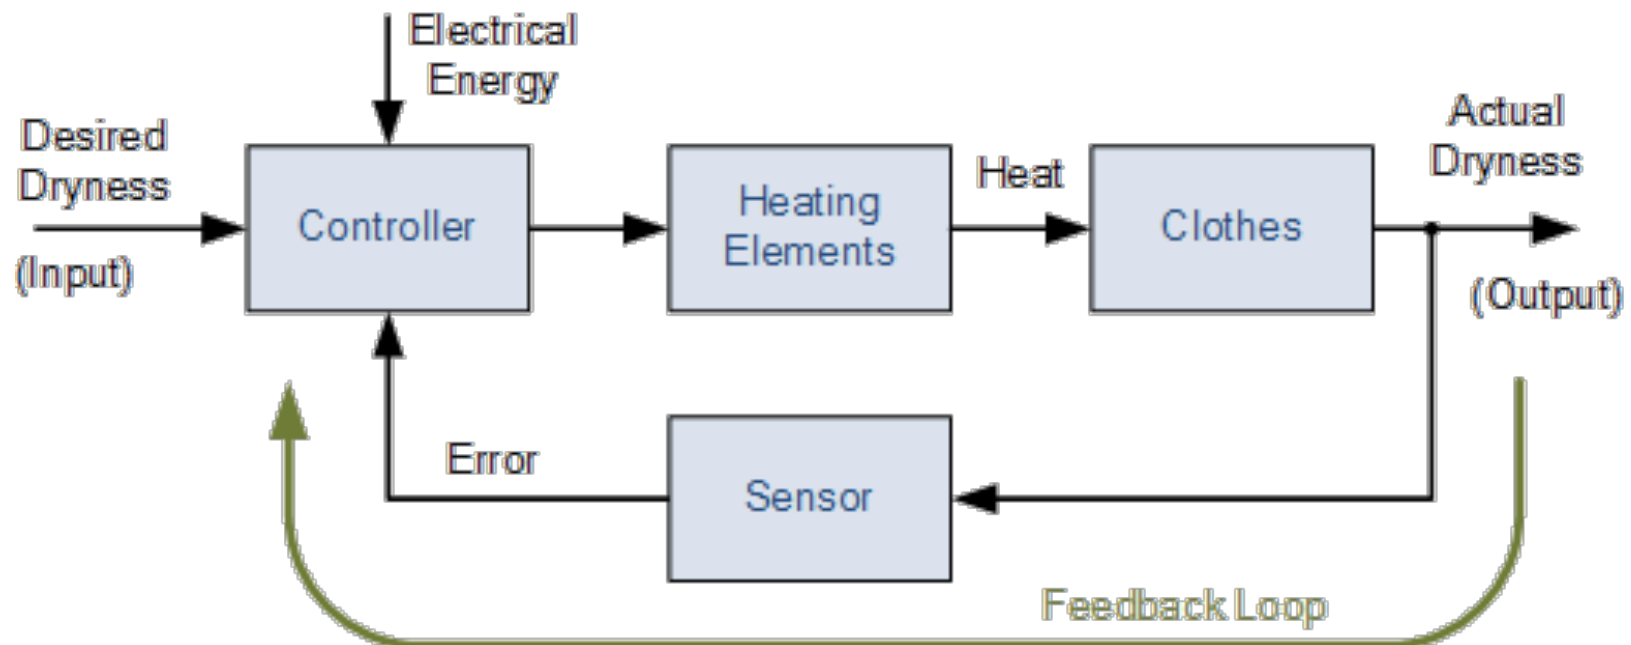 Electrical
Energy
Desired
Dryness
(Input)
Controller
Heating
Elements
Heat
Clothes
Actual
Dryness
(Output)
Error
Sensor
Feedback Loop